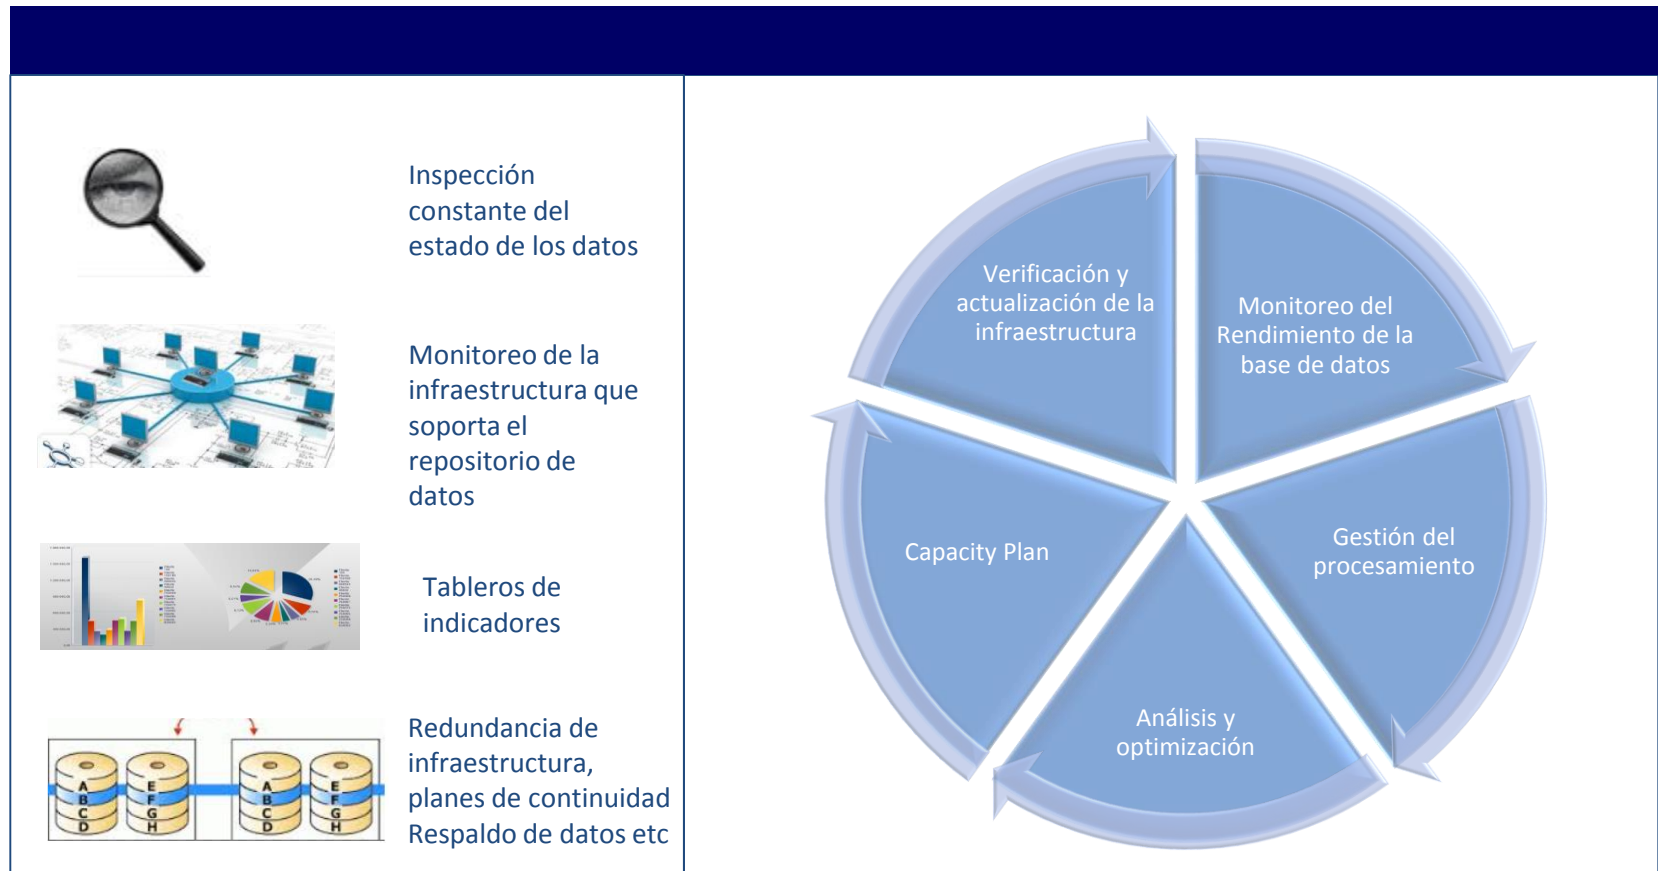 Inspección
constante del
estado de los datos
Monitoreo de la
infraestructura que
soporta el
repositorio de
datos
Tableros de
indicadores
A
B
C
D
E
F
G
H
A
B
C
D
E
F
G
H
Redundancia de
infraestructura,
planes de continuidad
Respaldo de datos etc
Verificación y
actualización de la
infraestructura
Monitoreo del
Rendimiento de la
base de datos
Gestión del
procesamiento
Análisis y
optimización
Capacity Plan